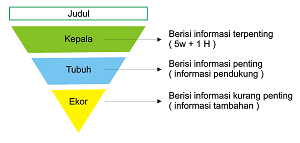 Judul
Kepala
Berisi informasi terpenting
( 5w + 1 H )
Tubuh
Berisi informasi penting
( informasi pendukung )
Ekor
Berisi informasi kurang penting
( informasi tambahan )